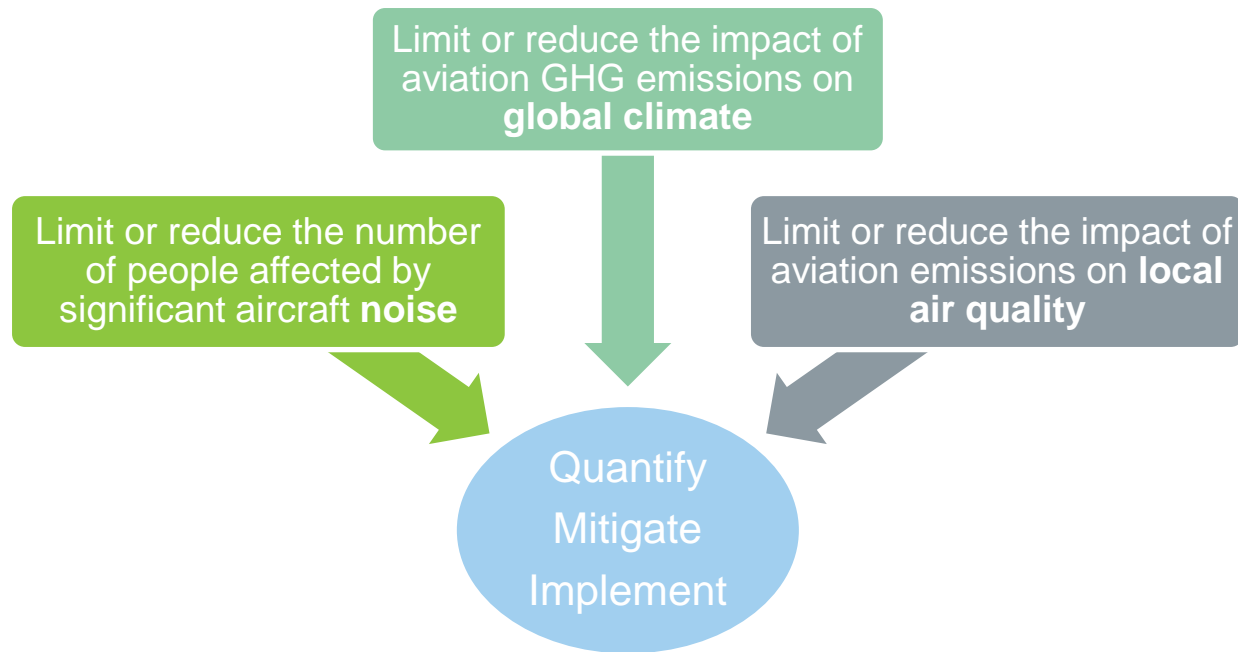 Limit or reduce the impact of
aviation GHG emissions on
global climate
Limit or reduce the number
of people affected by
significant aircraft noise
Limit or reduce the impact of
aviation emissions on local
air quality
Quantify
Mitigate
Implement